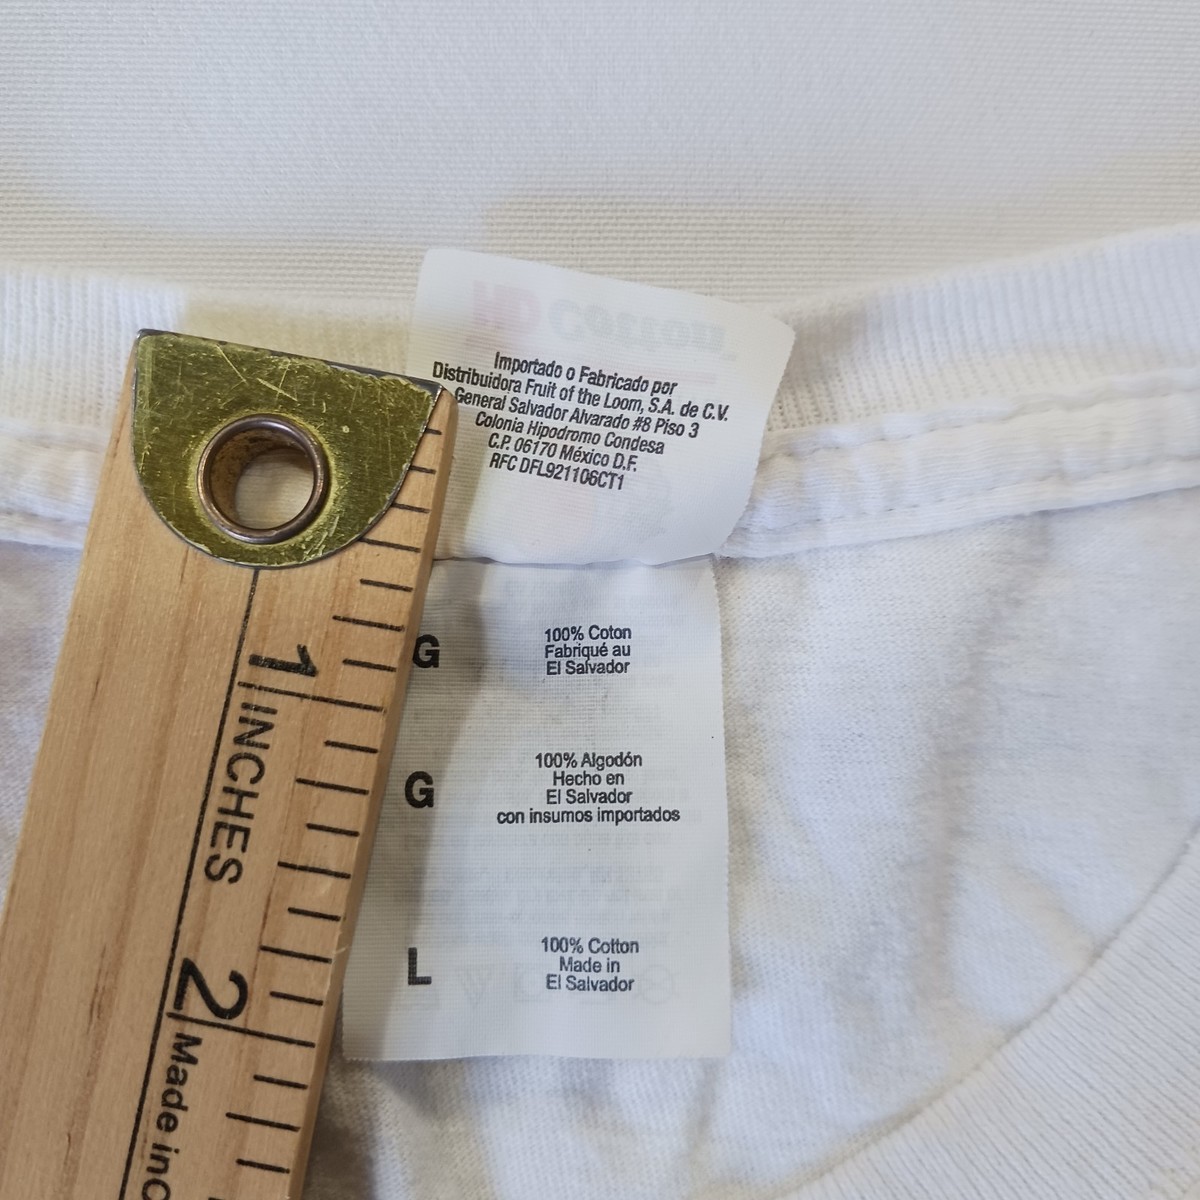 HD Cotton
Importado o Fabricado por
Distribuidora Fruit of the Loom, S.A. de C.V.
General Salvador Alvarado #8 Piso 3
Colonia Hipodromo Condesa
C.P. 06170 México D.F.
RFC DFL921106CT1
G
100% Coton
Fabriqué au
El Salvador
G
100% Algodón
Hecho en
El Salvador
con insumos importados
L
100% Cotton
Made in
El Salvador
1
INCHES
2
Made in